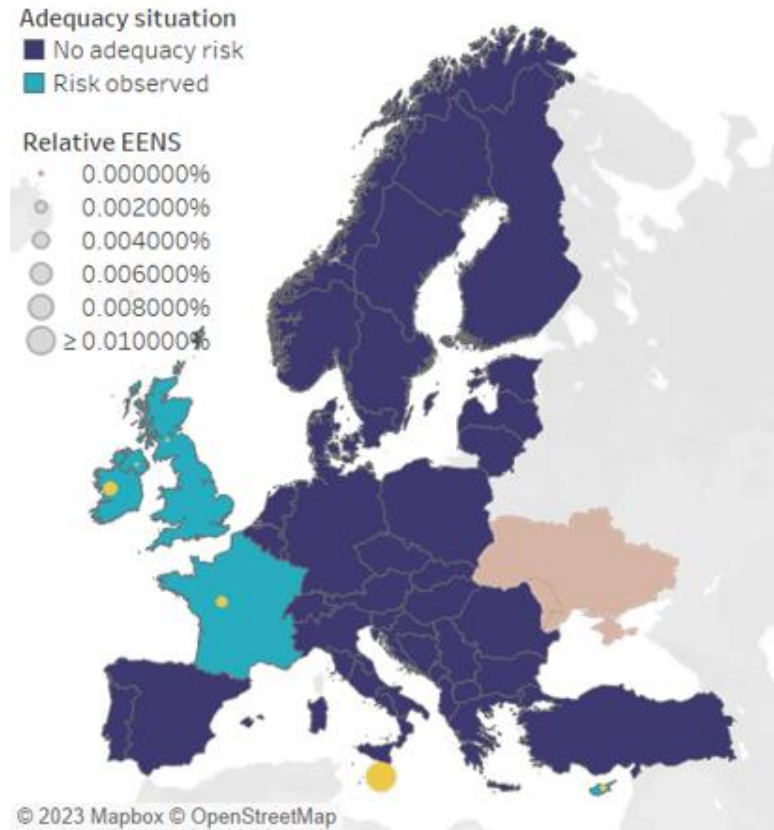 Adequacy situation
No adequacy risk
Risk observed
Relative EENS
0.000000%
0.002000%
0.004000%
0.006000%
0.008000%
≥ 0.010000%
© 2023 Mapbox © OpenStreetMap